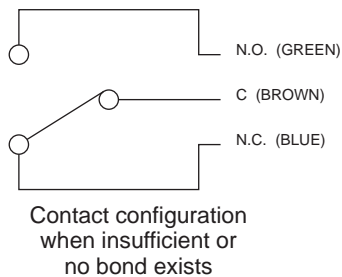 N.O. (GREEN)
C (BROWN)
N.C. (BLUE)
Contact configuration
when insufficient or
no bond exists